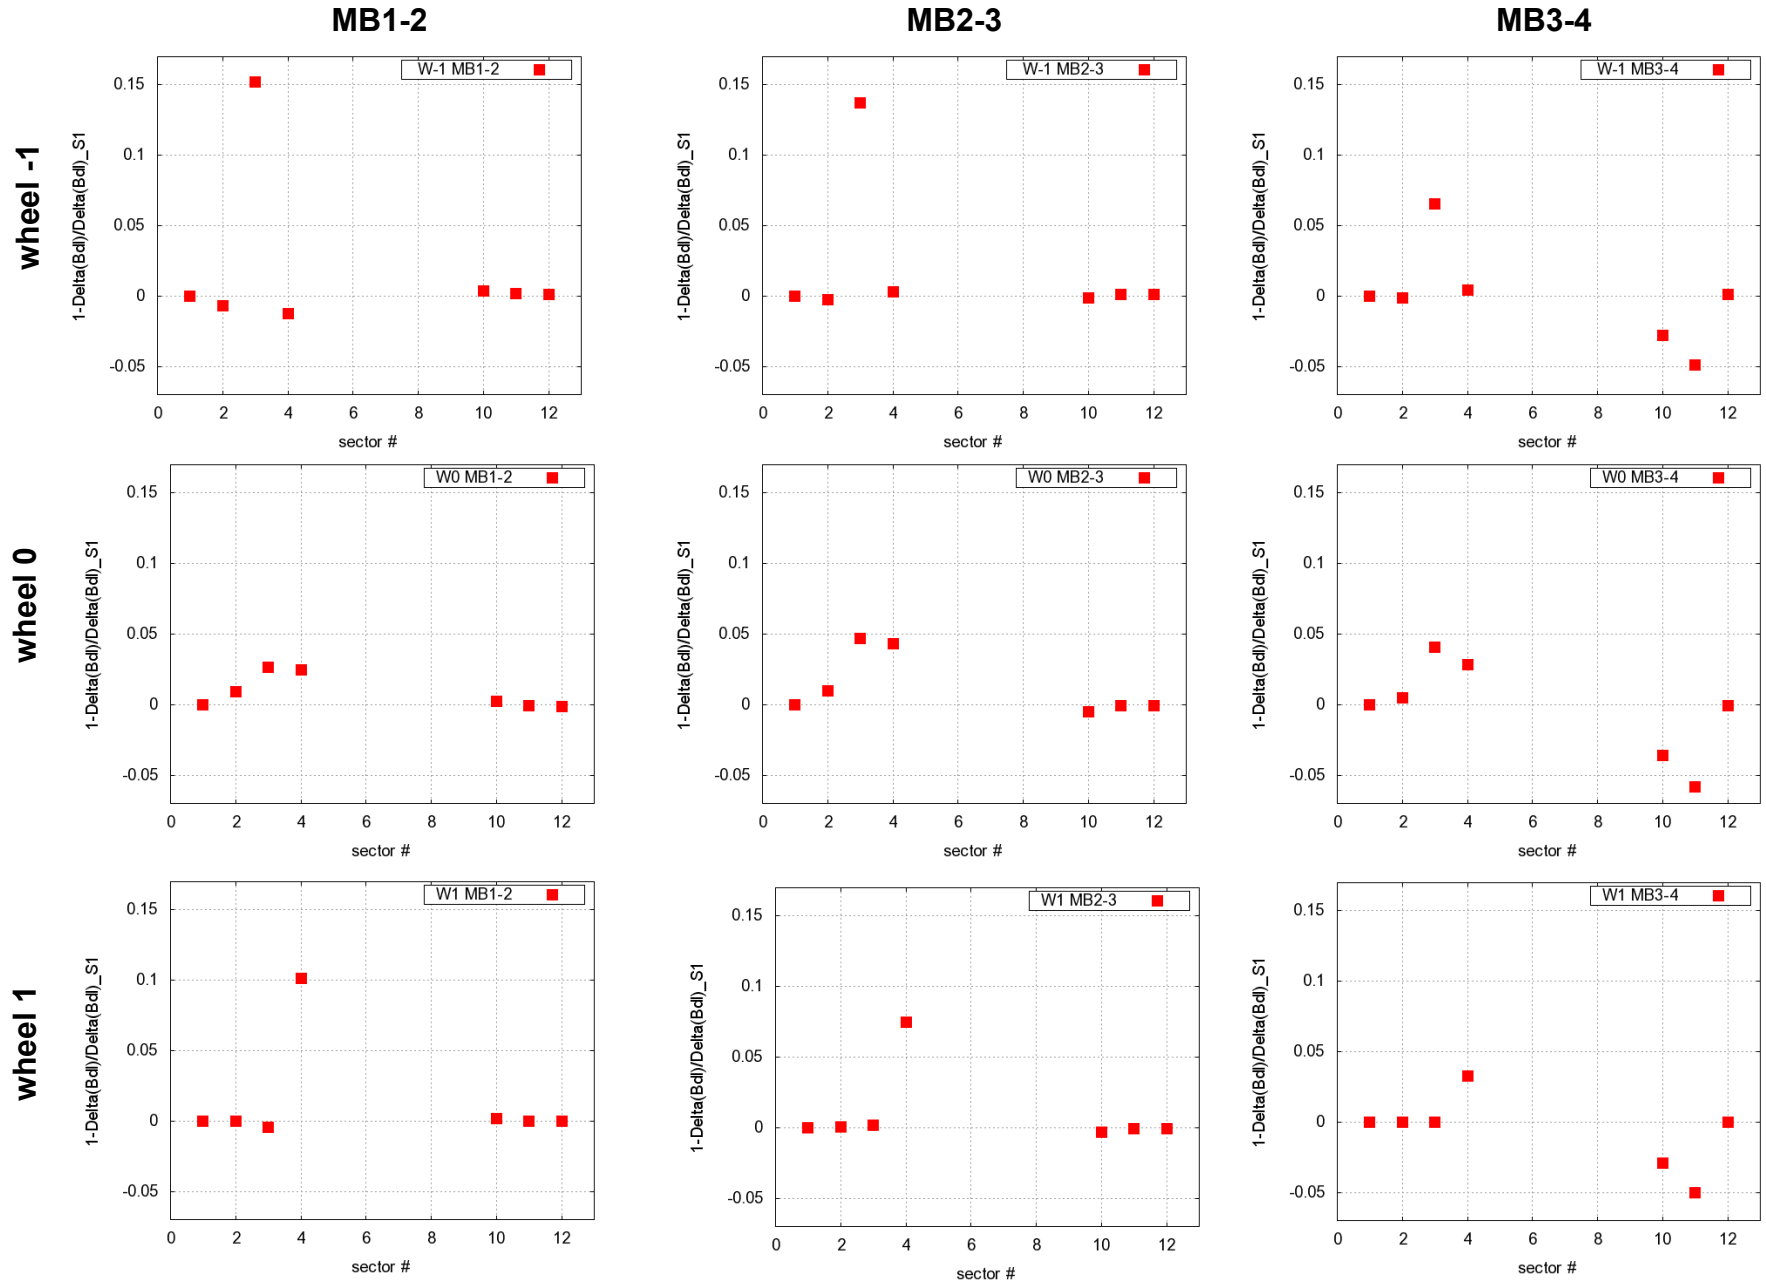 MB1-2 MB2-3 MB3-4
wheel -1
W-1 MB1-2
0.15
0.1
0.05
0
-0.05
1-Delta(Bdl)/Delta(Bdl)_S1
0 2 4 6 8 10 12
sector #
W-1 MB2-3
0.15
0.1
0.05
0
-0.05
1-Delta(Bdl)/Delta(Bdl)_S1
0 2 4 6 8 10 12
sector #
W-1 MB3-4
0.15
0.1
0.05
0
-0.05
1-Delta(Bdl)/Delta(Bdl)_S1
0 2 4 6 8 10 12
sector #
wheel 0
W0 MB1-2
0.15
0.1
0.05
0
-0.05
1-Delta(Bdl)/Delta(Bdl)_S1
0 2 4 6 8 10 12
sector #
W0 MB2-3
0.15
0.1
0.05
0
-0.05
1-Delta(Bdl)/Delta(Bdl)_S1
0 2 4 6 8 10 12
sector #
W0 MB3-4
0.15
0.1
0.05
0
-0.05
1-Delta(Bdl)/Delta(Bdl)_S1
0 2 4 6 8 10 12
sector #
wheel 1
W1 MB1-2
0.15
0.1
0.05
0
-0.05
1-Delta(Bdl)/Delta(Bdl)_S1
0 2 4 6 8 10 12
sector #
W1 MB2-3
0.15
0.1
0.05
0
-0.05
1-Delta(Bdl)/Delta(Bdl)_S1
0 2 4 6 8 10 12
sector #
W1 MB3-4
0.15
0.1
0.05
0
-0.05
1-Delta(Bdl)/Delta(Bdl)_S1
0 2 4 6 8 10 12
sector #